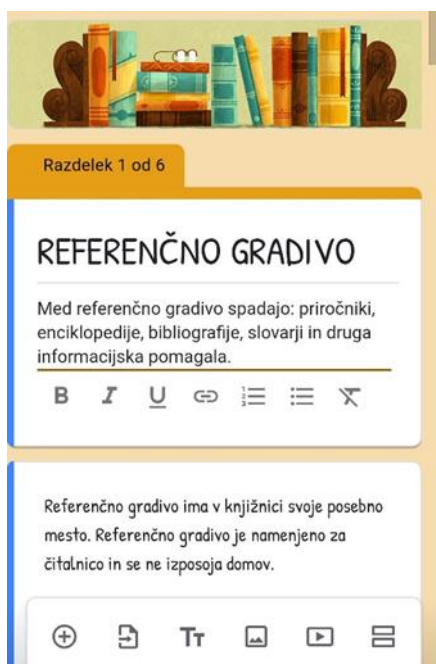 Razdelek 1 od 6
REFERENČNO GRADIVO
Med referenčno gradivo spadajo: priročniki,
enciklopedije, bibliografije, slovarji in druga
informacijska pomagala.
B I U
Referenčno gradivo ima v knjižnici svoje posebno
mesto. Referenčno gradivo je namenjeno za
čitalnico in se ne izposoja domov.
Tт